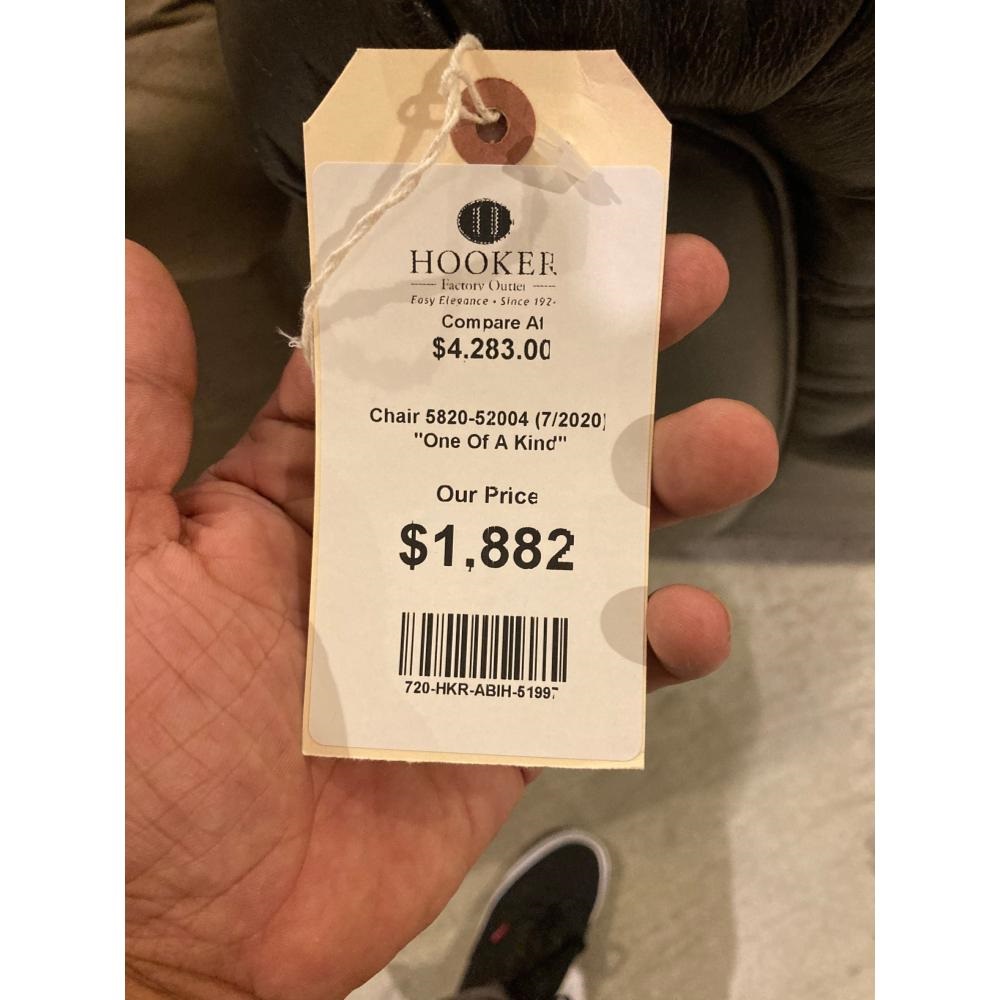 HOOKER
Factory Outlet
Easy Elegance • Since 192
Compare At
$4,283.00
Chair 5820-52004 (7/2020)
"One Of A Kind"
Our Price
$1,882
720-HKR-ABIH-51997